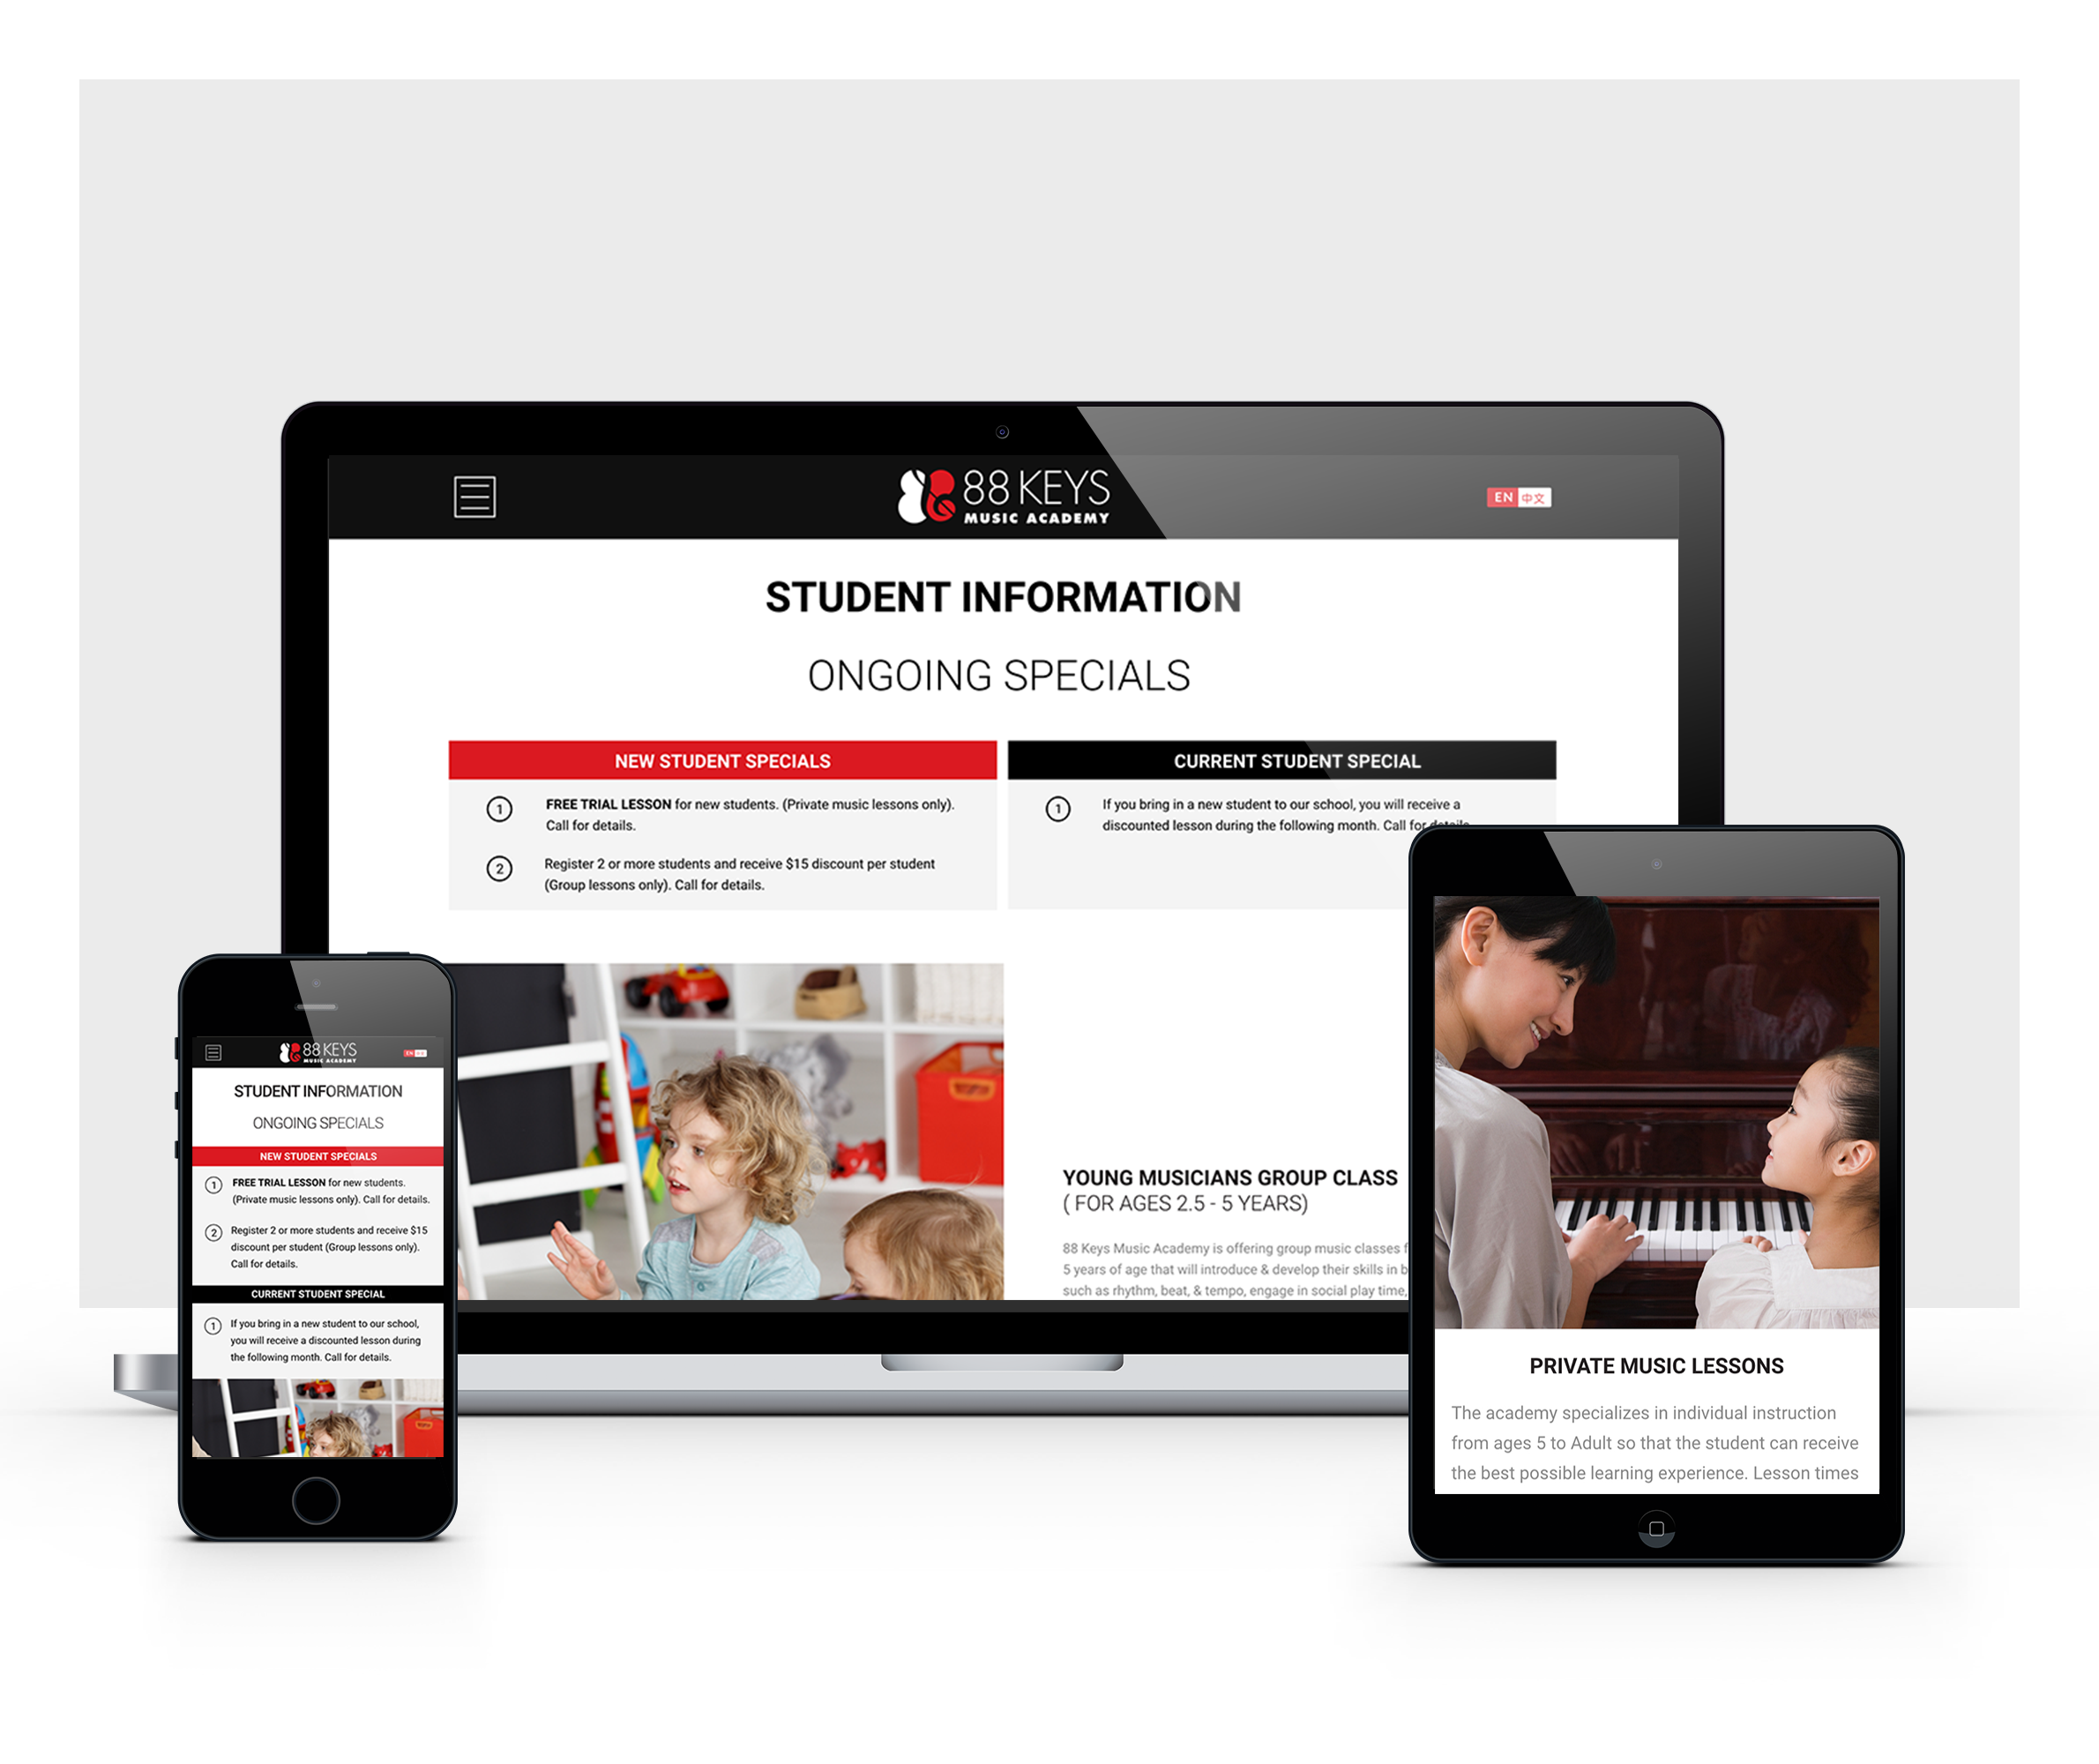 88 KEYS
MUSIC ACADEMY
EN 中文
STUDENT INFORMATION
ONGOING SPECIALS
NEW STUDENT SPECIALS
1 FREE TRIAL LESSON for new students. (Private music lessons only).
Call for details.
2 Register 2 or more students and receive $15 discount per student
(Group lessons only). Call for details.
CURRENT STUDENT SPECIAL
1 If you bring in a new student to our school, you will receive a
discounted lesson during the following month. Call for details.
YOUNG MUSICIANS GROUP CLASS
( FOR AGES 2.5 - 5 YEARS)
88 Keys Music Academy is offering group music classes
5 years of age that will introduce & develop their skills in
such as rhythm, beat, & tempo, engage in social play time,
88 KEYS
MUSIC ACADEMY
EN 中文
STUDENT INFORMATION
ONGOING SPECIALS
NEW STUDENT SPECIALS
1 FREE TRIAL LESSON for new students.
(Private music lessons only). Call for details.
2 Register 2 or more students and receive $15
discount per student (Group lessons only).
Call for details.
CURRENT STUDENT SPECIAL
1 If you bring in a new student to our school,
you will receive a discounted lesson during
the following month. Call for details.
PRIVATE MUSIC LESSONS
The academy specializes in individual instruction
from ages 5 to Adult so that the student can receive
the best possible learning experience. Lesson times